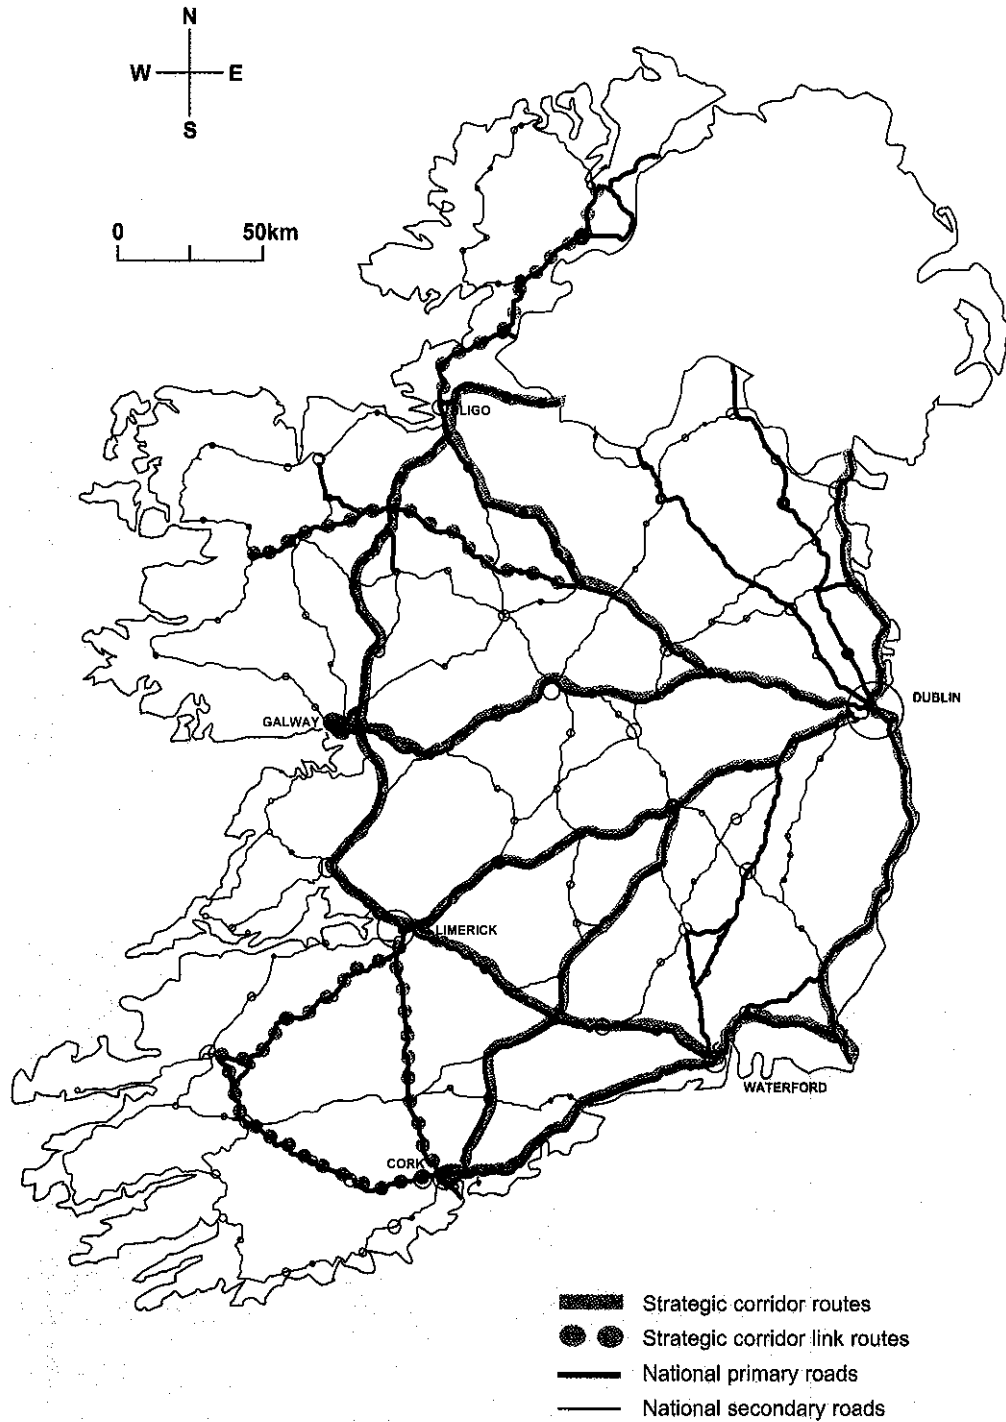 N
W E
S
0 50km
SLIGO
GALWAY
DUBLIN
LIMERICK
WATERFORD
CORK
Strategic corridor routes
Strategic corridor link routes
National primary roads
National secondary roads